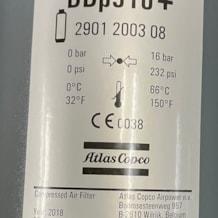 DDp310+
2901 2003 08
0 bar 16 bar
0 psi 232 psi
0°C 66°C
32°F 150°F
CE 0038
Atlas Copco
Compressed Air Filter Atlas Copco Airpower n.v.
Boomsesteenweg 957
Year 2018 B-2610 Wilrijk, Belgium